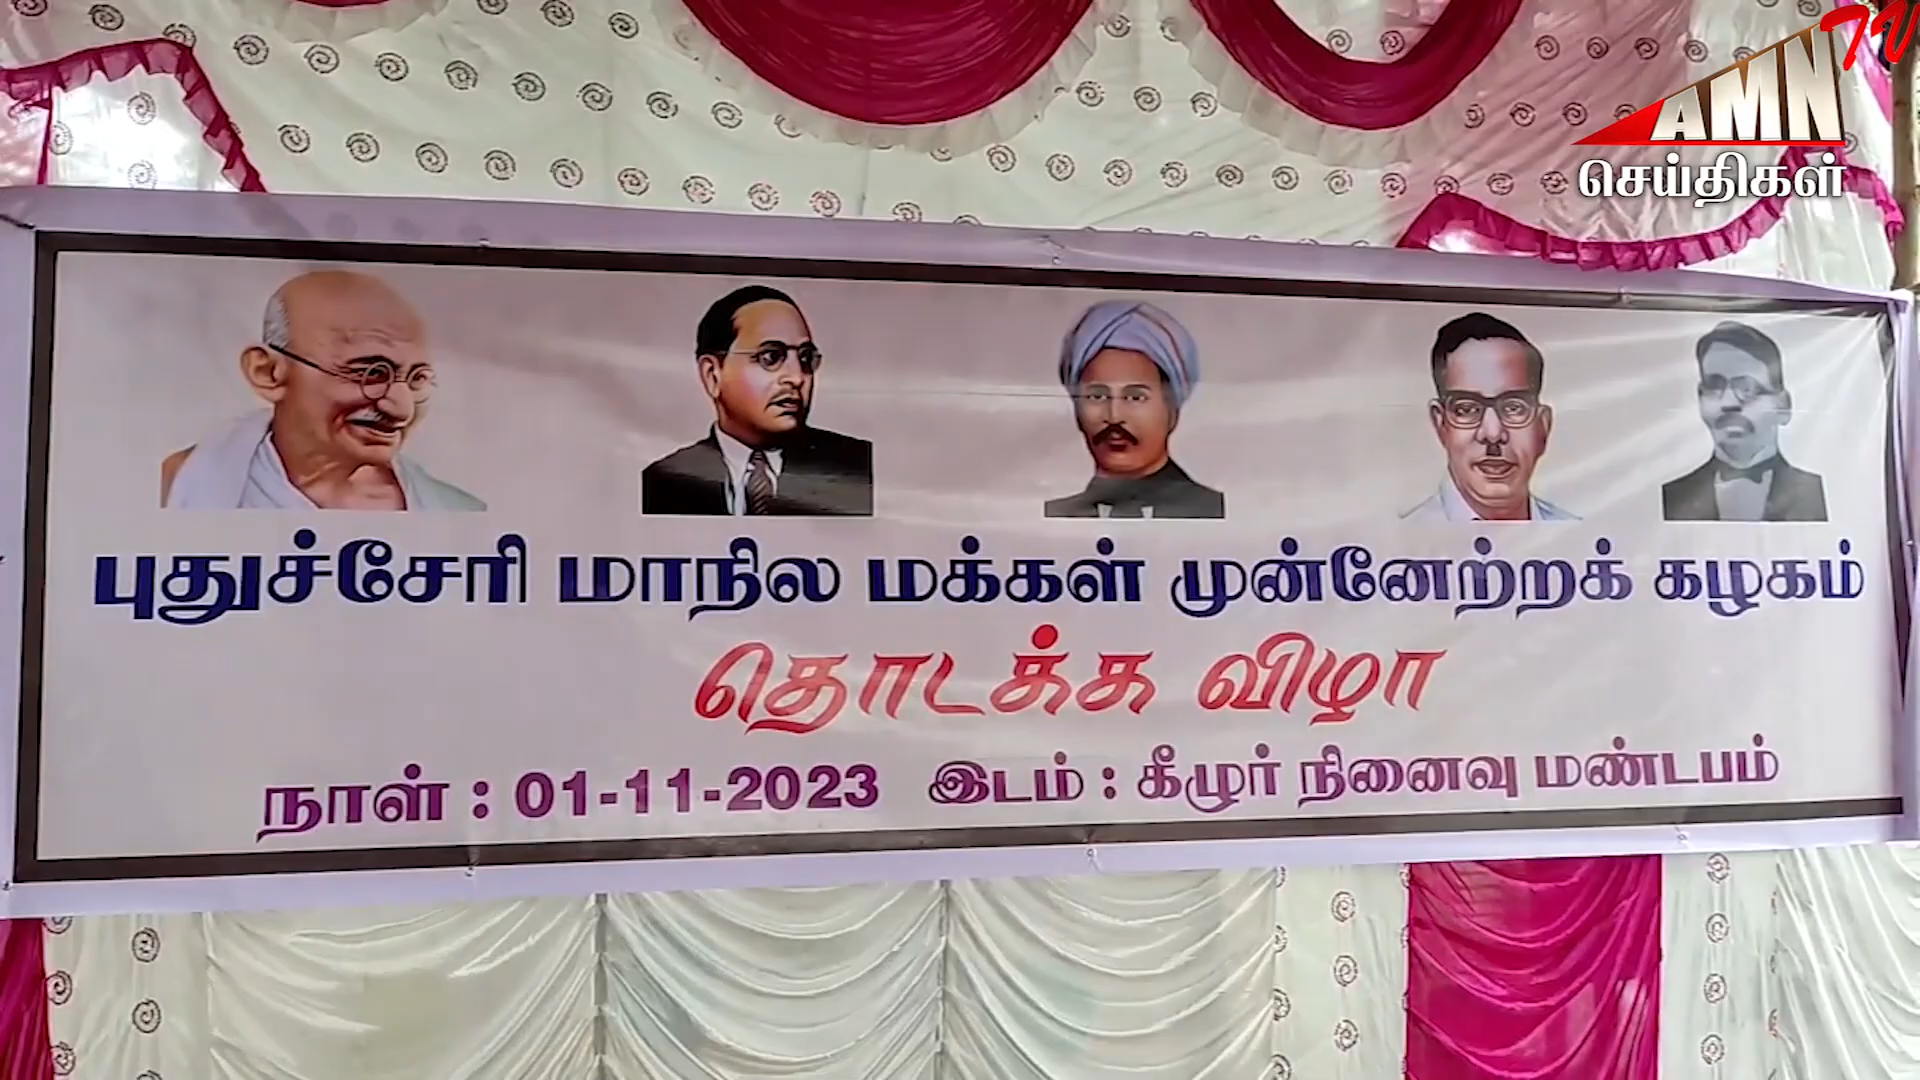 TV
AMN
செய்திகள்
புதுச்சேரி மாநில மக்கள் முன்னேற்றக் கழகம்
தொடக்க விழா
நாள் : 01-11-2023 இடம் : கீழுர் நினைவு மண்டபம்